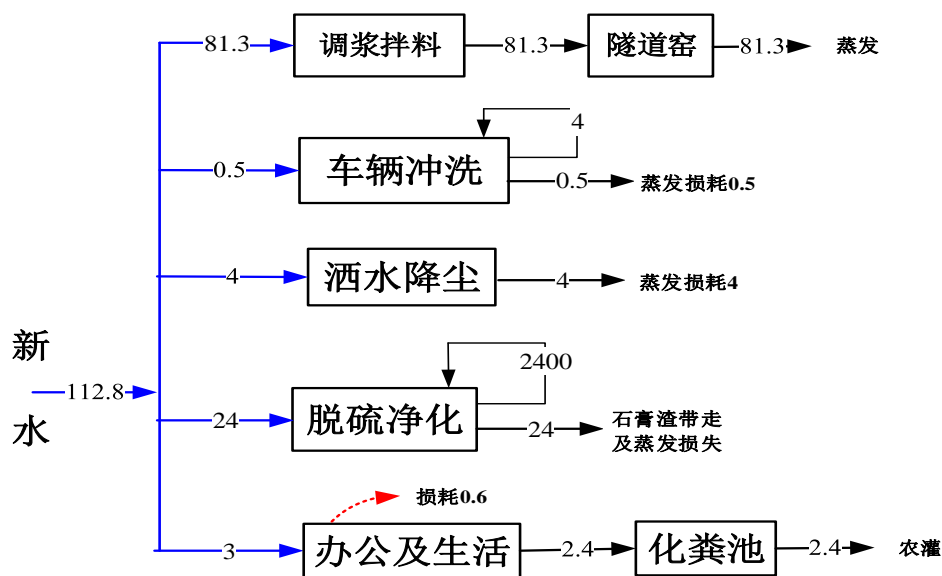 81.3
调浆拌料
81.3
隧道窑
81.3
蒸发
4
0.5
车辆冲洗
0.5
蒸发损耗0.5
4
洒水降尘
4
蒸发损耗4
新
水
112.8
2400
24
脱硫净化
24
石膏渣带走
及蒸发损失
损耗0.6
3
办公及生活
2.4
化粪池
2.4
农灌